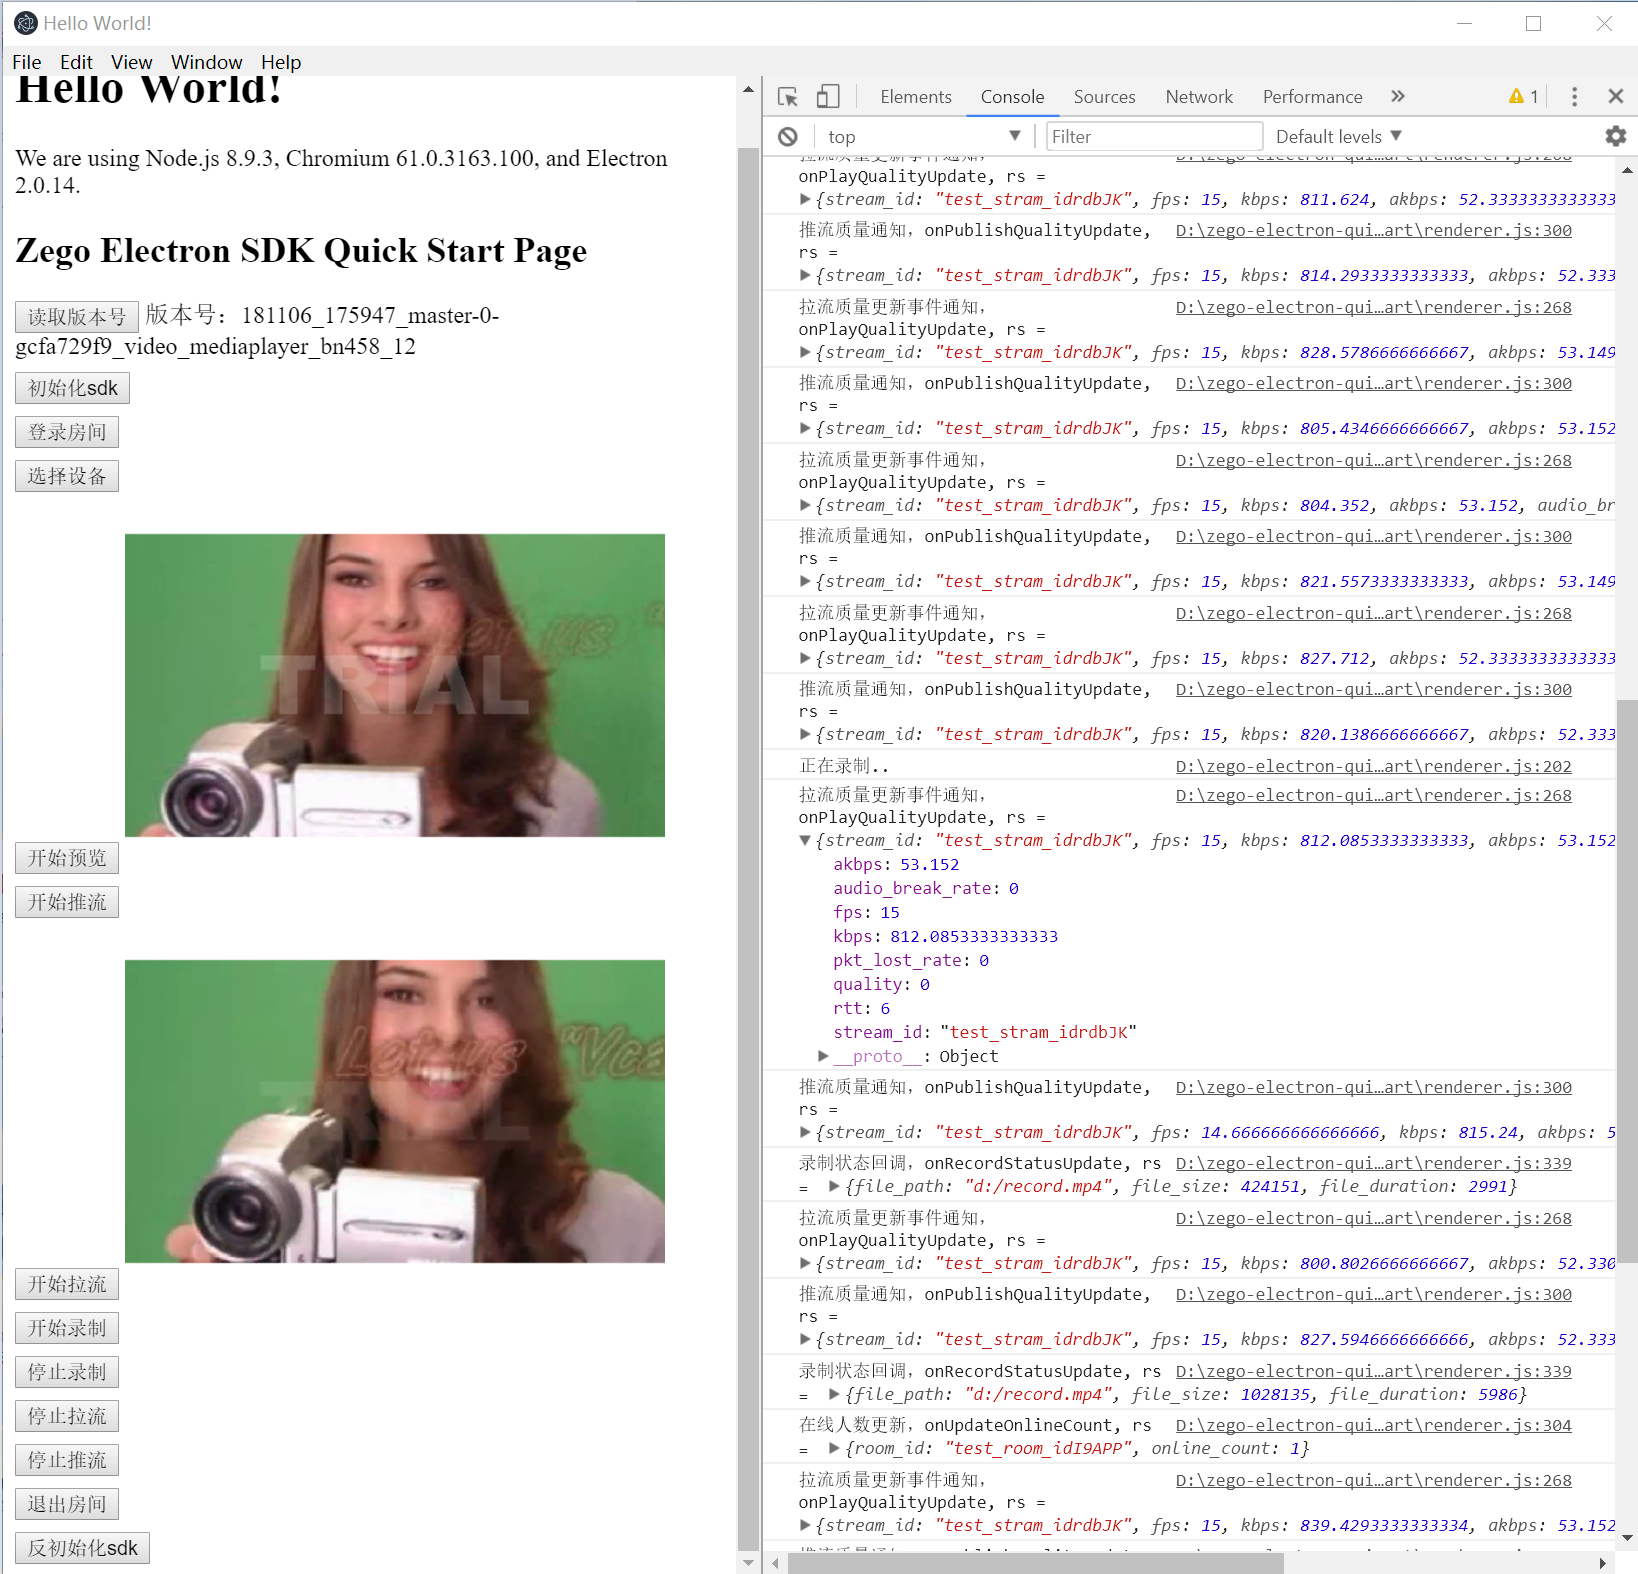 Hello World!
File Edit View Window Help
Hello World!
We are using Node.js 8.9.3, Chromium 61.0.3163.100, and Electron
2.0.14.
Zego Electron SDK Quick Start Page
读取版本号 版本号：181106_175947_master-0-
gcfa729f9_video_mediaplayer_bn458_12
初始化sdk
登录房间
选择设备
Let us
TRIAL
开始预览
开始推流
Let us "Vca
TRIAL
开始拉流
开始录制
停止录制
停止拉流
停止推流
退出房间
反初始化sdk
Elements Console Sources Network Performance » 1
top Filter Default levels
拉流质量更新事件通知, D:\zego-electron-qui…art\renderer.js:268
onPlayQualityUpdate, rs =
{stream_id: "test_stram_idrdbJK", fps: 15, kbps: 811.624, akbps: 52.3333333333333
推流质量通知, onPublishQualityUpdate, D:\zego-electron-qui…art\renderer.js:300
rs =
{stream_id: "test_stram_idrdbJK", fps: 15, kbps: 814.2933333333333, akbps: 52.333
拉流质量更新事件通知, D:\zego-electron-qui…art\renderer.js:268
onPlayQualityUpdate, rs =
{stream_id: "test_stram_idrdbJK", fps: 15, kbps: 828.5786666666667, akbps: 53.149
推流质量通知, onPublishQualityUpdate, D:\zego-electron-qui…art\renderer.js:300
rs =
{stream_id: "test_stram_idrdbJK", fps: 15, kbps: 805.4346666666667, akbps: 53.152
拉流质量更新事件通知, D:\zego-electron-qui…art\renderer.js:268
onPlayQualityUpdate, rs =
{stream_id: "test_stram_idrdbJK", fps: 15, kbps: 804.352, akbps: 53.152, audio_br
推流质量通知, onPublishQualityUpdate, D:\zego-electron-qui…art\renderer.js:300
rs =
{stream_id: "test_stram_idrdbJK", fps: 15, kbps: 821.5573333333333, akbps: 53.149
拉流质量更新事件通知, D:\zego-electron-qui…art\renderer.js:268
onPlayQualityUpdate, rs =
{stream_id: "test_stram_idrdbJK", fps: 15, kbps: 827.712, akbps: 52.3333333333333
推流质量通知, onPublishQualityUpdate, D:\zego-electron-qui…art\renderer.js:300
rs =
{stream_id: "test_stram_idrdbJK", fps: 15, kbps: 820.1386666666667, akbps: 52.333
正在录制.. D:\zego-electron-qui…art\renderer.js:202
拉流质量更新事件通知, D:\zego-electron-qui…art\renderer.js:268
onPlayQualityUpdate, rs =
{stream_id: "test_stram_idrdbJK", fps: 15, kbps: 812.0853333333333, akbps: 53.152
akbps: 53.152
audio_break_rate: 0
fps: 15
kbps: 812.0853333333333
pkt_lost_rate: 0
quality: 0
rtt: 6
stream_id: "test_stram_idrdbJK"
__proto__: Object
推流质量通知, onPublishQualityUpdate, D:\zego-electron-qui…art\renderer.js:300
rs =
{stream_id: "test_stram_idrdbJK", fps: 14.666666666666666, kbps: 815.24, akbps: 5
录制状态回调, onRecordStatusUpdate, rs D:\zego-electron-qui…art\renderer.js:339
= {file_path: "d:/record.mp4", file_size: 424151, file_duration: 2991}
拉流质量更新事件通知, D:\zego-electron-qui…art\renderer.js:268
onPlayQualityUpdate, rs =
{stream_id: "test_stram_idrdbJK", fps: 15, kbps: 800.8026666666667, akbps: 52.330
推流质量通知, onPublishQualityUpdate, D:\zego-electron-qui…art\renderer.js:300
rs =
{stream_id: "test_stram_idrdbJK", fps: 15, kbps: 827.5946666666666, akbps: 52.333
录制状态回调, onRecordStatusUpdate, rs D:\zego-electron-qui…art\renderer.js:339
= {file_path: "d:/record.mp4", file_size: 1028135, file_duration: 5986}
在线人数更新, onUpdateOnlineCount, rs D:\zego-electron-qui…art\renderer.js:304
= {room_id: "test_room_idI9APP", online_count: 1}
拉流质量更新事件通知, D:\zego-electron-qui…art\renderer.js:268
onPlayQualityUpdate, rs =
{stream_id: "test_stram_idrdbJK", fps: 15, kbps: 839.4293333333334, akbps: 53.152